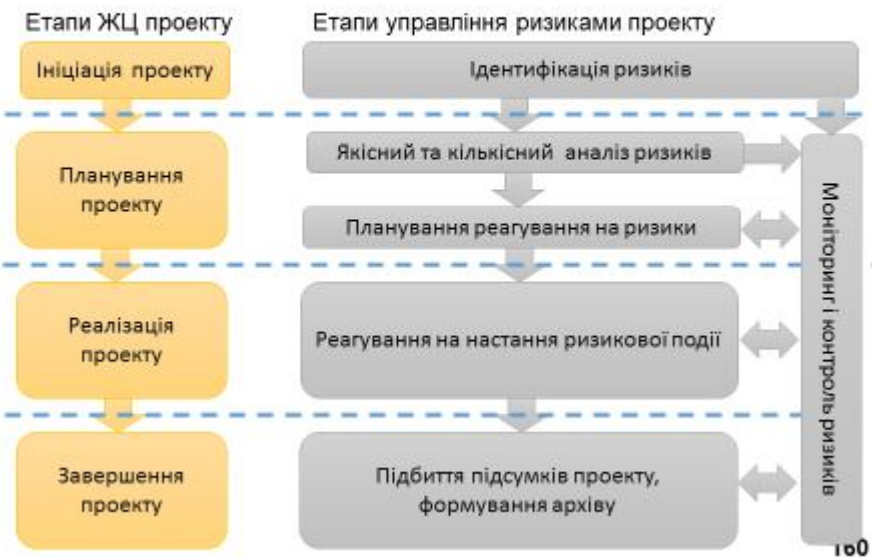 Етапи ЖЦ проекту
Етапи управління ризиками проекту
Ініціація проекту
Ідентифікація ризиків
Планування
проекту
Якісний та кількісний аналіз ризиків
Планування реагування на ризики
Моніторинг і контроль ризиків
Реалізація
проекту
Реагування на настання ризикової події
Завершення
проекту
Підбиття підсумків проекту,
формування архіву
160